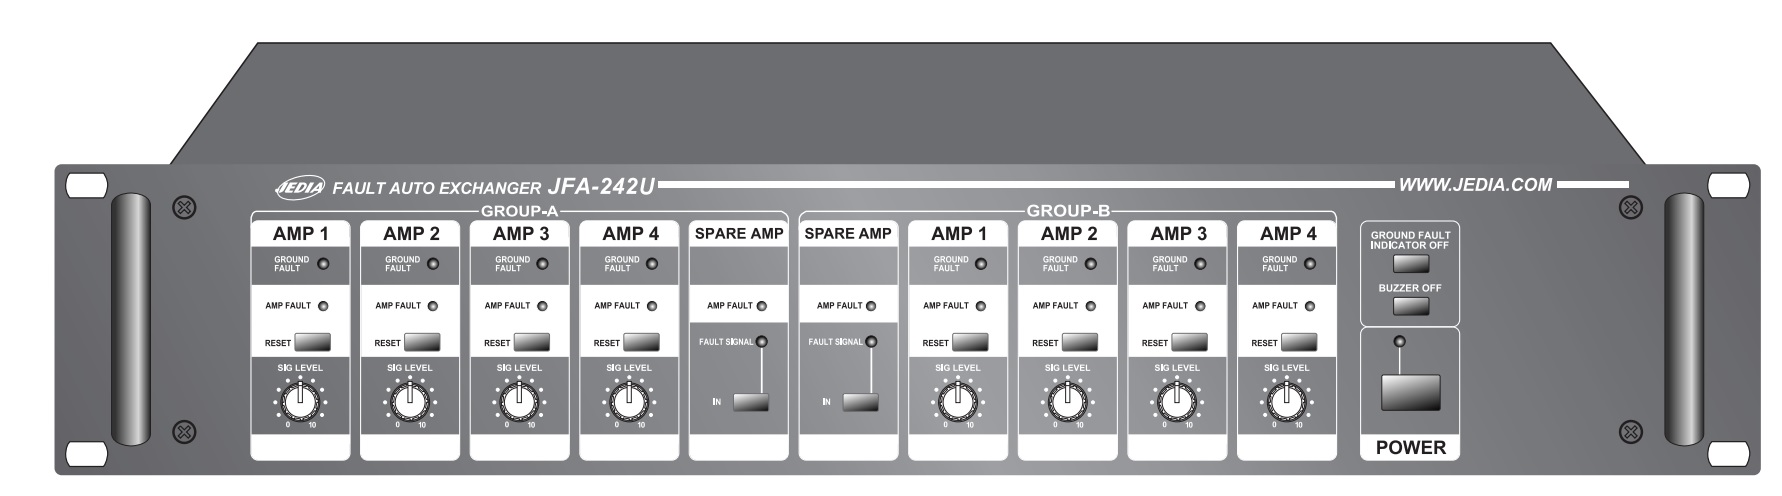 JEDIA FAULT AUTO EXCHANGER JFA-242U WWW.JEDIA.COM
GROUP-A
AMP 1
GROUND
FAULT
AMP FAULT
RESET
SIG LEVEL
0 10
AMP 2
GROUND
FAULT
AMP FAULT
RESET
SIG LEVEL
0 10
AMP 3
GROUND
FAULT
AMP FAULT
RESET
SIG LEVEL
0 10
AMP 4
GROUND
FAULT
AMP FAULT
RESET
SIG LEVEL
0 10
SPARE AMP
AMP FAULT
FAULT SIGNAL
IN
GROUP-B
SPARE AMP
AMP FAULT
FAULT SIGNAL
IN
AMP 1
GROUND
FAULT
AMP FAULT
RESET
SIG LEVEL
0 10
AMP 2
GROUND
FAULT
AMP FAULT
RESET
SIG LEVEL
0 10
AMP 3
GROUND
FAULT
AMP FAULT
RESET
SIG LEVEL
0 10
AMP 4
GROUND
FAULT
AMP FAULT
RESET
SIG LEVEL
0 10
GROUND FAULT
INDICATOR OFF
BUZZER OFF
POWER